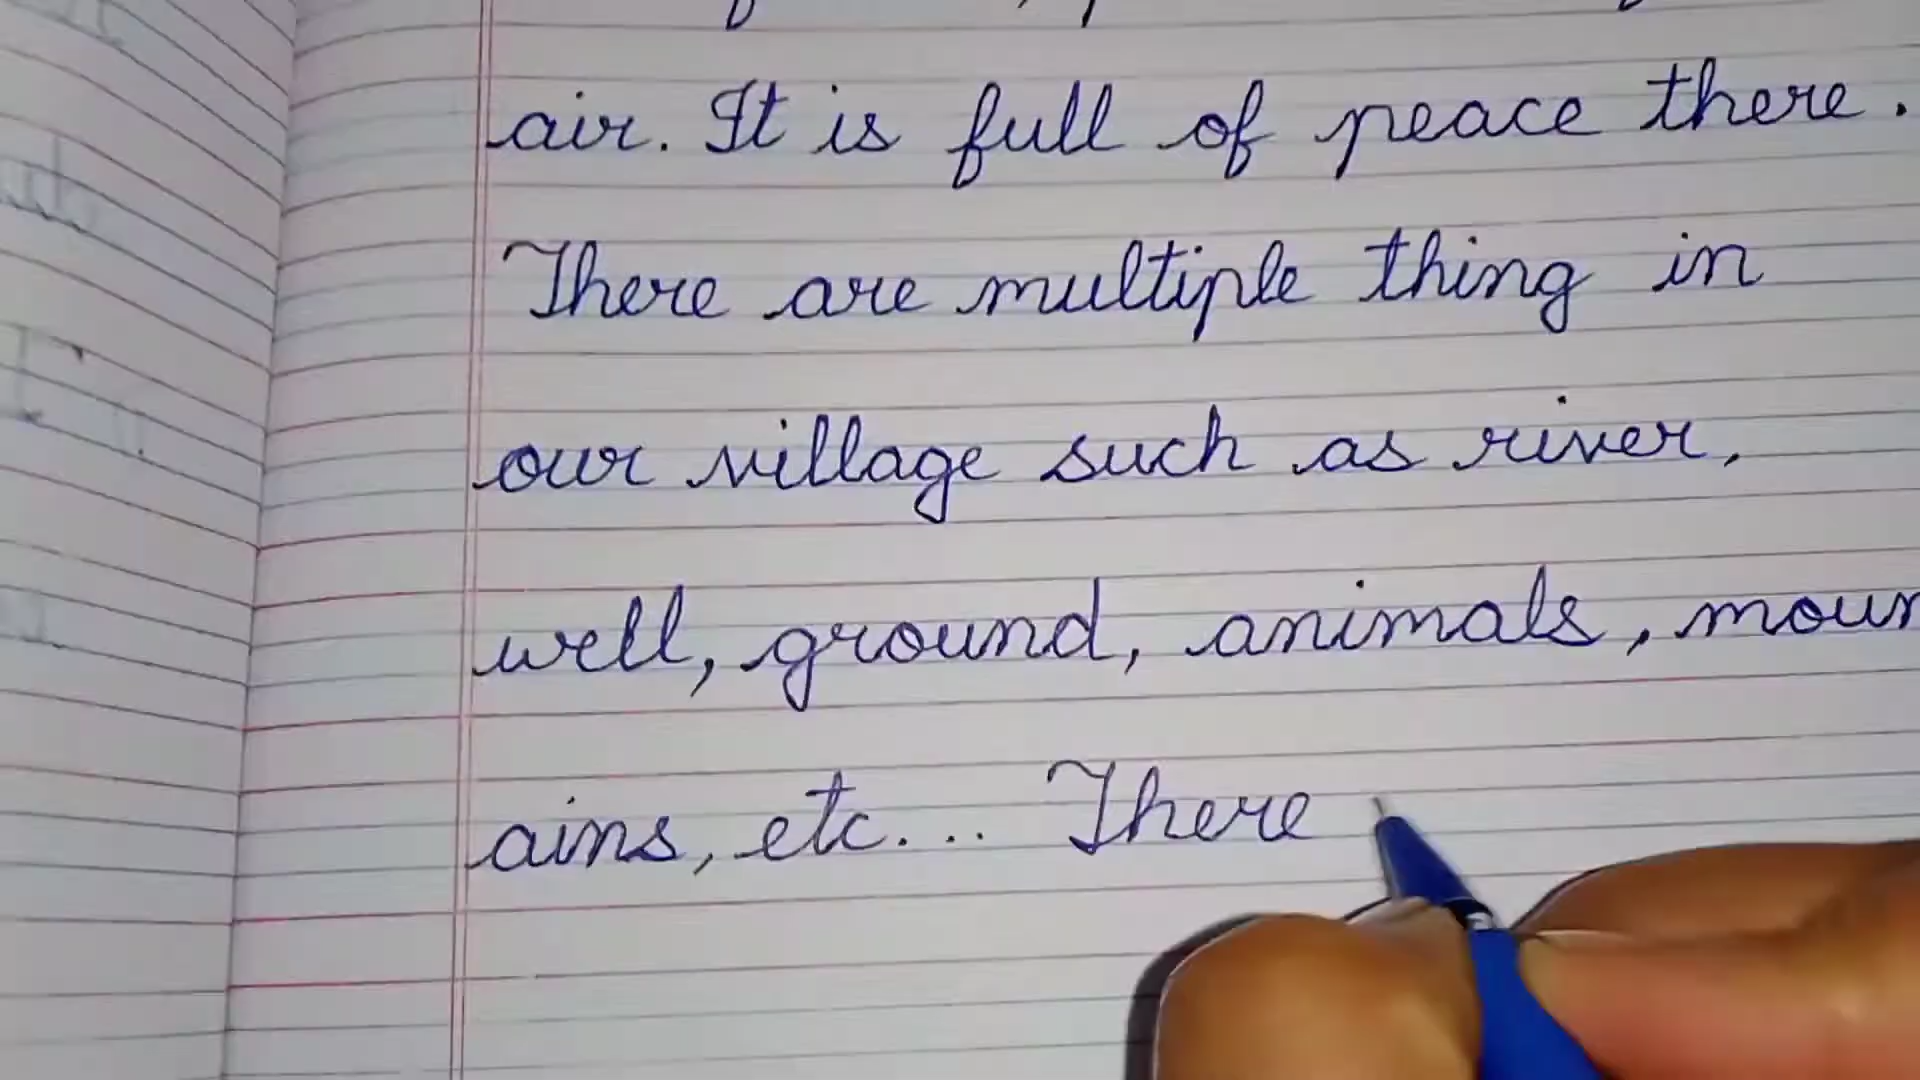 air. It is full of peace there.
There are multiple thing in
our village such as river,
well, ground, animals, moun
ains, etc... There